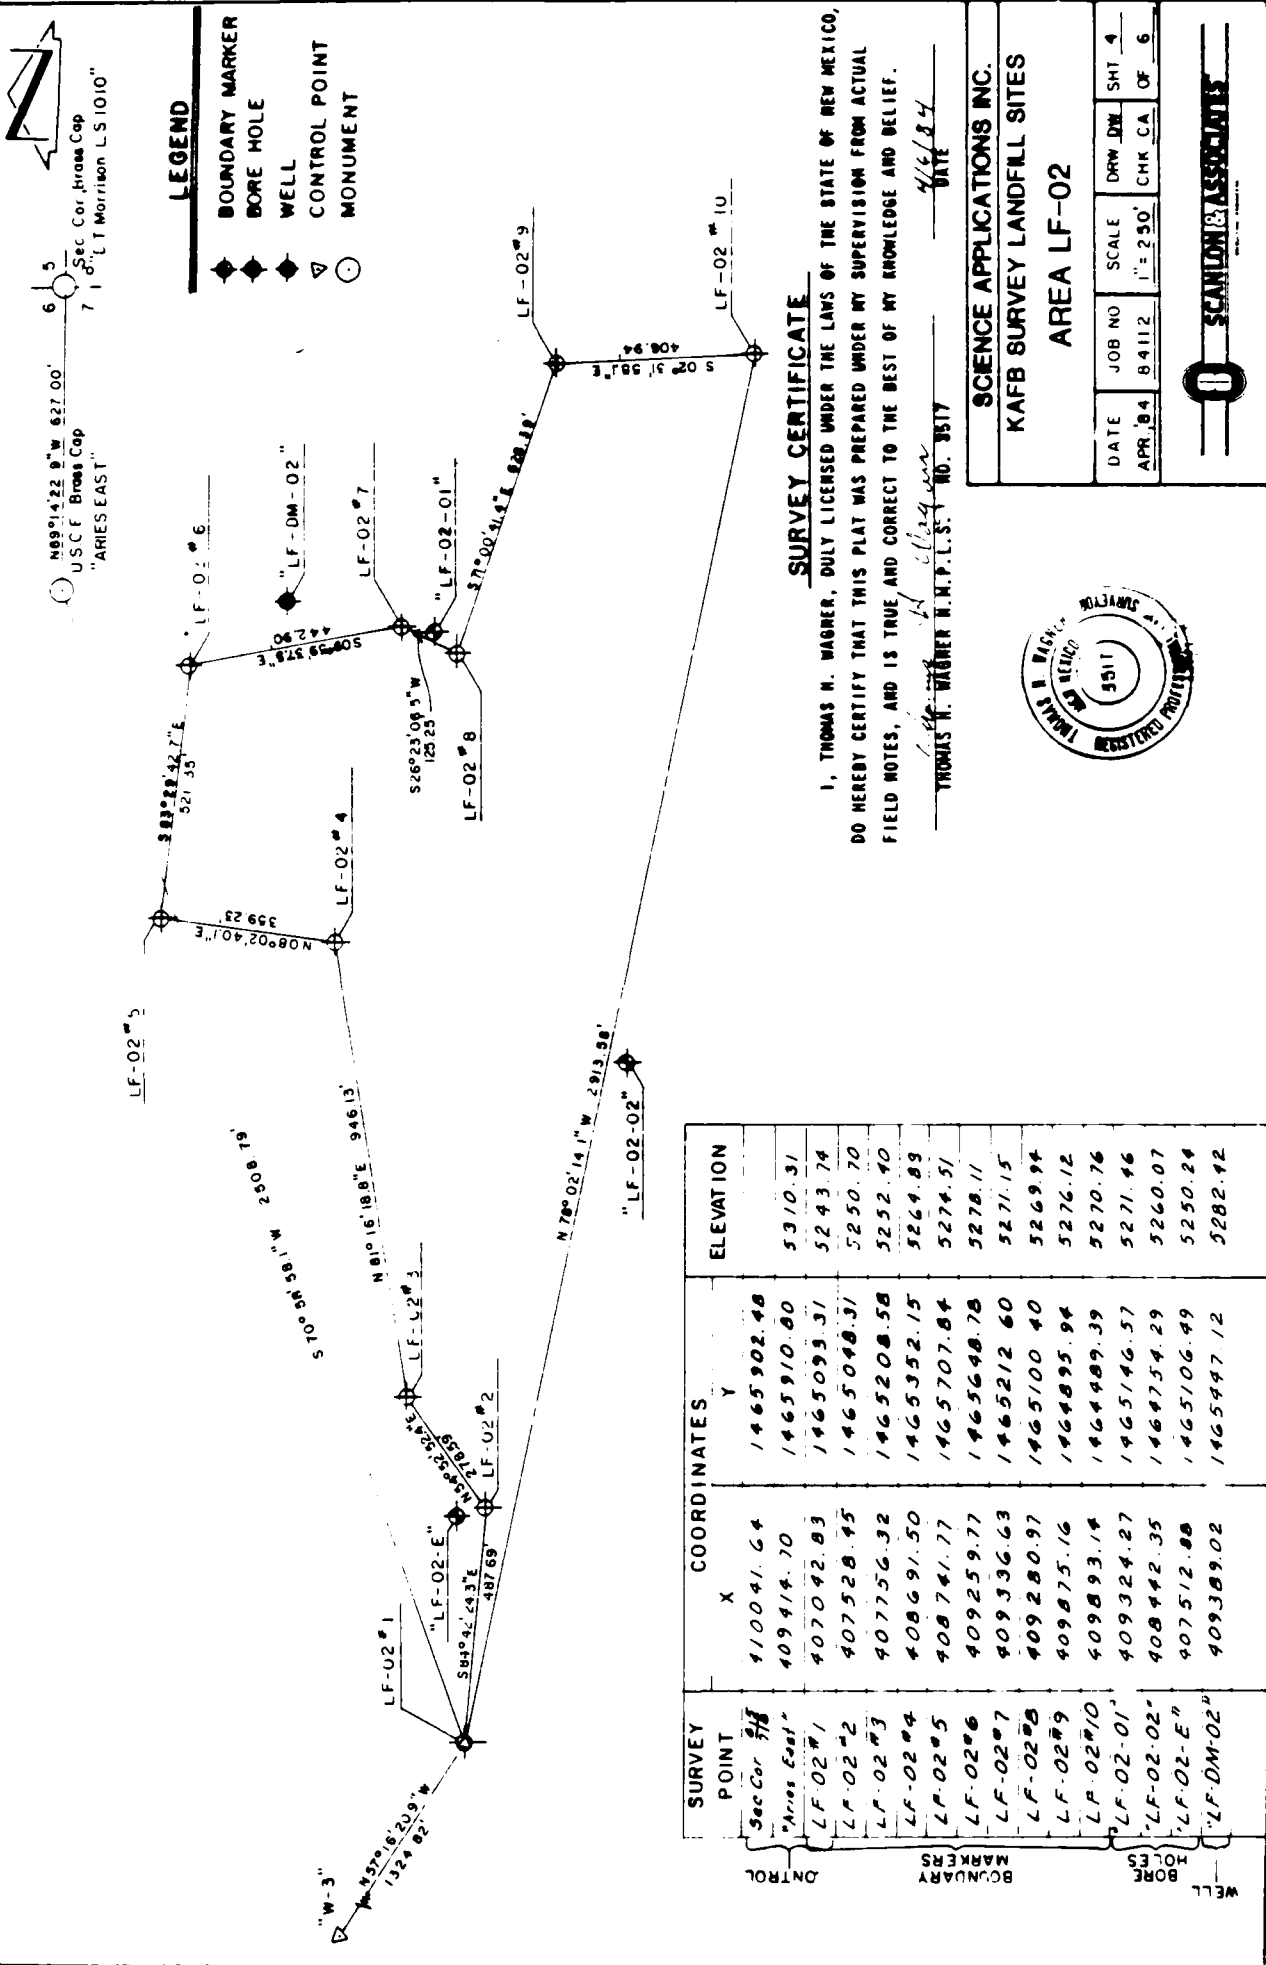 6 5
7 8
Sec Cor, Brass Cap
"L T Morrison L S 1010"
N89°14'22.9"W 627.00'
U.S.C.F. Brass Cap
"ARIES EAST"
LEGEND
BOUNDARY MARKER
BORE HOLE
WELL
CONTROL POINT
MONUMENT
"W-3"
N57°16'20.9"W
1324.82'
LF-02 #1
S 70° 58' 58.1" W 2508.79'
"LF-02-E"
S84°42'24.3"E
487.69'
LF-02 #2
N54°52'52.4"E
278.59'
LF-02 #3
N 81° 16' 18.8" E 946.13'
LF-02 #4
N08°02'40.1"E
359.23'
LF-02 #5
S 83° 29' 42.7" E
521.35'
LF-02 #6
S09°59'37.8"E
442.90'
"LF-DM-02"
LF-02 #7
"LF-02-01"
S26°23'06.5"W
125.25
LF-02 #8
S71°00'41.4"E 628.39'
LF-02 #9
S 02° 31' 58.1" E
406.94'
LF-02 #10
N 78° 02' 14.1" W 2913.58'
"LF-02-02"
SURVEY CERTIFICATE
I, THOMAS H. WAGNER, DULY LICENSED UNDER THE LAWS OF THE STATE OF NEW MEXICO,
DO HEREBY CERTIFY THAT THIS PLAT WAS PREPARED UNDER MY SUPERVISION FROM ACTUAL
FIELD NOTES, AND IS TRUE AND CORRECT TO THE BEST OF MY KNOWLEDGE AND BELIEF.
4/6/84
THOMAS H. WAGNER N.M.P.L.S. NO. 3517 DATE
THOMAS H. WAGNER
NEW MEXICO
3517
REGISTERED PROFESSIONAL
SURVEYOR
SURVEY POINT COORDINATES ELEVATION
X Y
CONTROL
Sec Cor 410041.64 1465902.48
"Aries East" 409414.70 1465910.80 5310.31
BOUNDARY MARKERS
LF-02 #1 407042.83 1465093.31 5243.74
LF-02 #2 407528.45 1465048.31 5250.70
LF-02 #3 407756.32 1465208.58 5252.40
LF-02 #4 408691.50 1465352.15 5264.83
LF-02 #5 408741.77 1465707.84 5274.51
LF-02 #6 409259.77 1465648.78 5278.11
LF-02 #7 409336.63 1465212.60 5271.15
LF-02 #8 409280.97 1465100.40 5269.94
LF-02 #9 409875.16 1464895.94 5276.12
LF-02 #10 409893.14 1464489.39 5270.76
BORE HOLES
"LF-02-01" 409324.27 1465146.57 5271.46
"LF-02-02" 408442.35 1464754.29 5260.07
"LF-02-E" 407512.88 1465106.49 5250.24
WELL
"LF-DM-02" 409389.02 1465447.12 5282.42
SCIENCE APPLICATIONS INC.
KAFB SURVEY LANDFILL SITES
AREA LF-02
DATE JOB NO SCALE DRW DW SHT 4
APR,84 84112 1"=250' CHK CA OF 6
SCANLON & ASSOCIATES